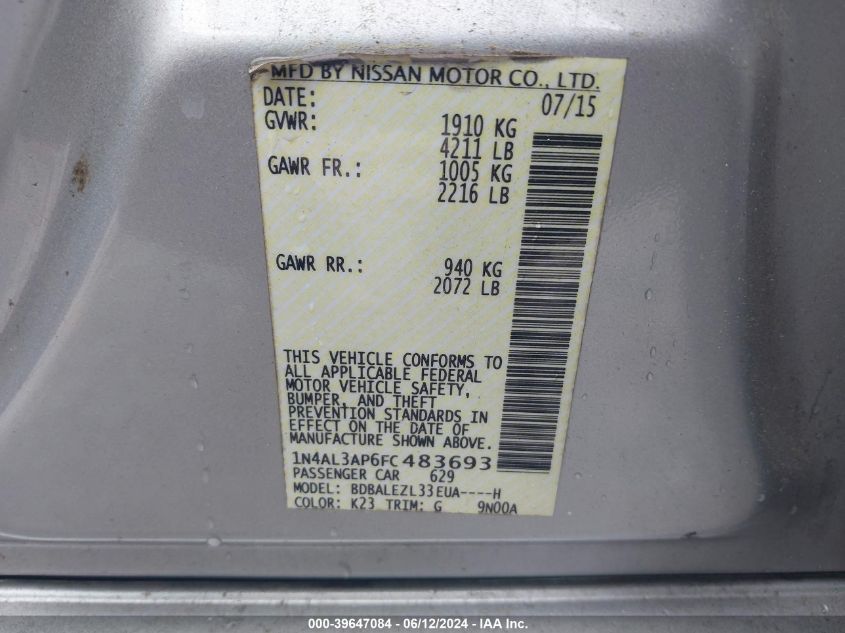 MFD BY NISSAN MOTOR CO., LTD.
DATE: 07/15
GVWR: 1910 KG
4211 LB
GAWR FR.: 1005 KG
2216 LB
GAWR RR.: 940 KG
2072 LB
THIS VEHICLE CONFORMS TO
ALL APPLICABLE FEDERAL
MOTOR VEHICLE SAFETY,
BUMPER, AND THEFT
PREVENTION STANDARDS IN
EFFECT ON THE DATE OF
MANUFACTURE SHOWN ABOVE.
1N4AL3AP6FC483693
PASSENGER CAR 629
MODEL: BDBALEZL33EUA----H
COLOR: K23 TRIM: G 9N00A
000-39647084 - 06/12/2024 - IAA Inc.